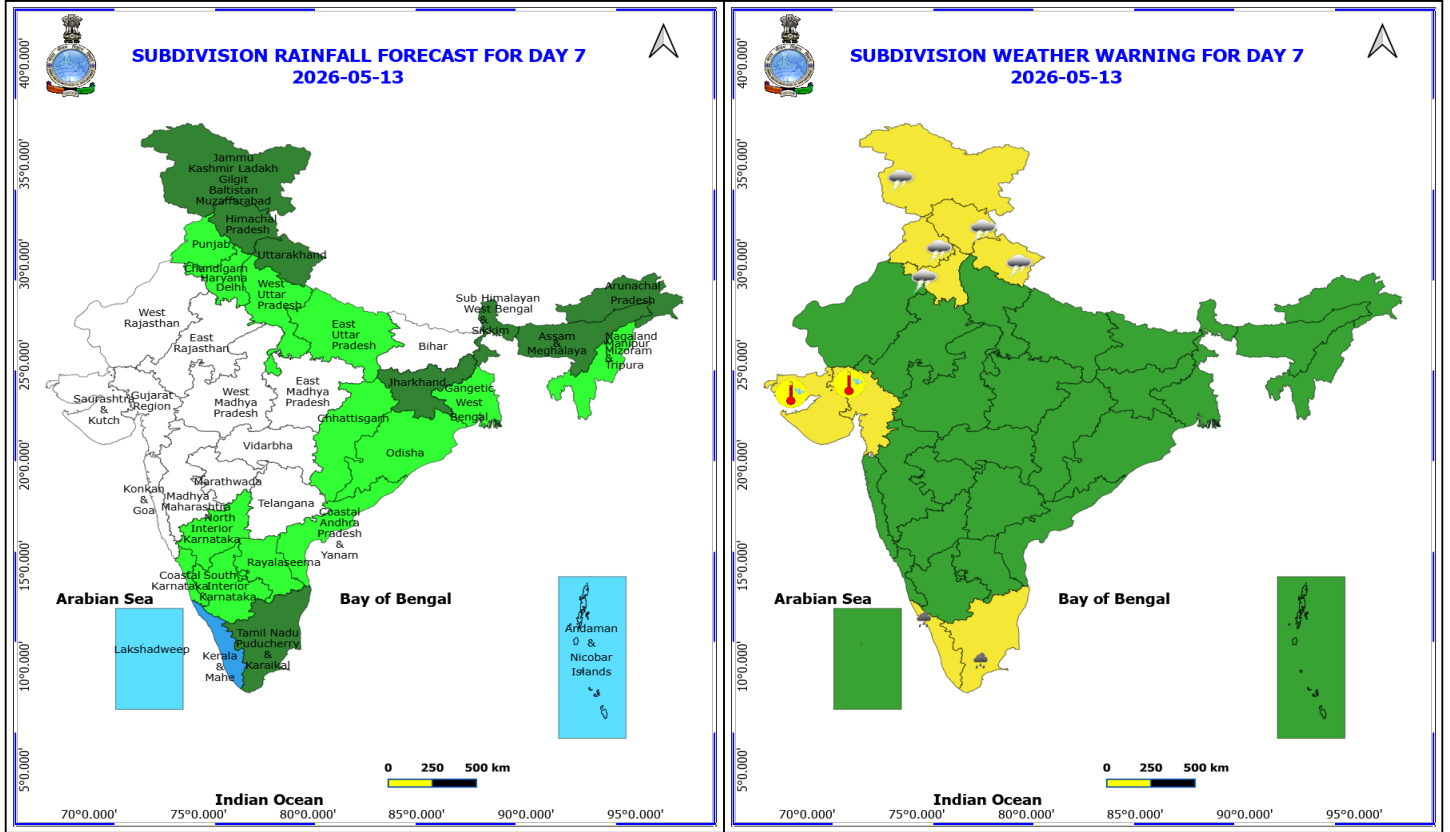 SUBDIVISION RAINFALL FORECAST FOR DAY 7
2026-05-13
40°0.000'
35°0.000'
30°0.000'
25°0.000'
20°0.000'
15°0.000'
10°0.000'
5°0.000'
Jammu
Kashmir Ladakh
Gilgit
Baltistan
Muzaffarabad
Himachal
Pradesh
Punjab
Uttarakhand
Chandigarh
Haryana
Delhi
West
Uttar
Pradesh
Arunachal
Pradesh
Sub Himalayan
West Bengal
&
Sikkim
West
Rajasthan
East
Rajasthan
East
Uttar
Pradesh
Bihar
Assam
&
Meghalaya
Nagaland
Manipur
Mizoram
&
Tripura
Jharkhand
Gangetic
West
Bengal
Saurashtra
&
Kutch
Gujarat
Region
West
Madhya
Pradesh
East
Madhya
Pradesh
Chhattisgarh
Odisha
Vidarbha
Marathwada
Konkan
&
Goa
Madhya
Maharashtra
Telangana
North
Interior
Karnataka
Coastal
Andhra
Pradesh
&
Yanam
Rayalaseema
Coastal
Karnataka
South
Interior
Karnataka
Arabian Sea
Bay of Bengal
Lakshadweep
Kerala
&
Mahe
Tamil Nadu
Puducherry
&
Karaikal
Andaman
&
Nicobar
Islands
0 250 500 km
Indian Ocean
70°0.000' 75°0.000' 80°0.000' 85°0.000' 90°0.000' 95°0.000'
SUBDIVISION WEATHER WARNING FOR DAY 7
2026-05-13
40°0.000'
35°0.000'
30°0.000'
25°0.000'
20°0.000'
15°0.000'
10°0.000'
5°0.000'
Arabian Sea
Bay of Bengal
0 250 500 km
Indian Ocean
70°0.000' 75°0.000' 80°0.000' 85°0.000' 90°0.000' 95°0.000'